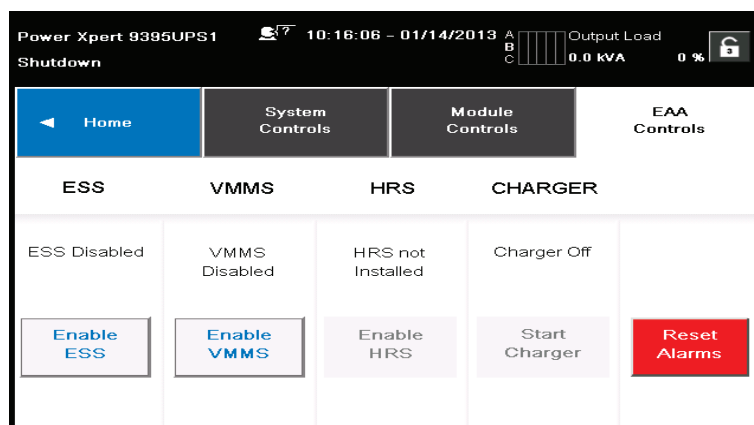 Power Xpert 9395UPS1
?
10:16:06 - 01/14/2013
A
B
C
Output Load
0.0 kVA 0 %
3
Shutdown
◄ Home
System
Controls
Module
Controls
EAA
Controls
ESS
VMMS
HRS
CHARGER
ESS Disabled
VMMS
Disabled
HRS not
Installed
Charger Off
Enable
ESS
Enable
VMMS
Enable
HRS
Start
Charger
Reset
Alarms